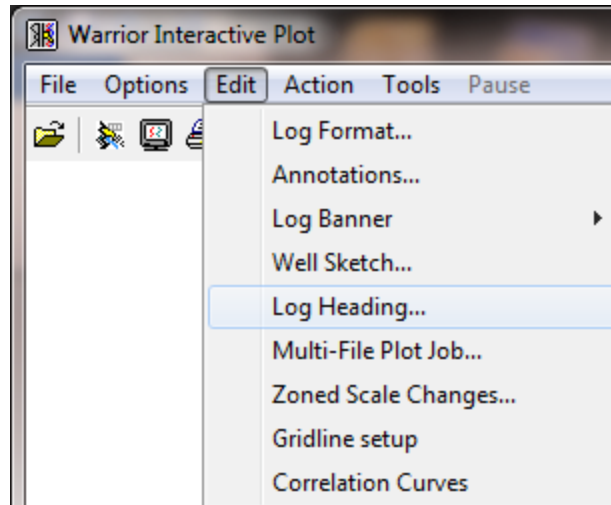 Warrior Interactive Plot
File Options Edit Action Tools Pause
Log Format...
Annotations...
Log Banner
Well Sketch...
Log Heading...
Multi-File Plot Job...
Zoned Scale Changes...
Gridline setup
Correlation Curves